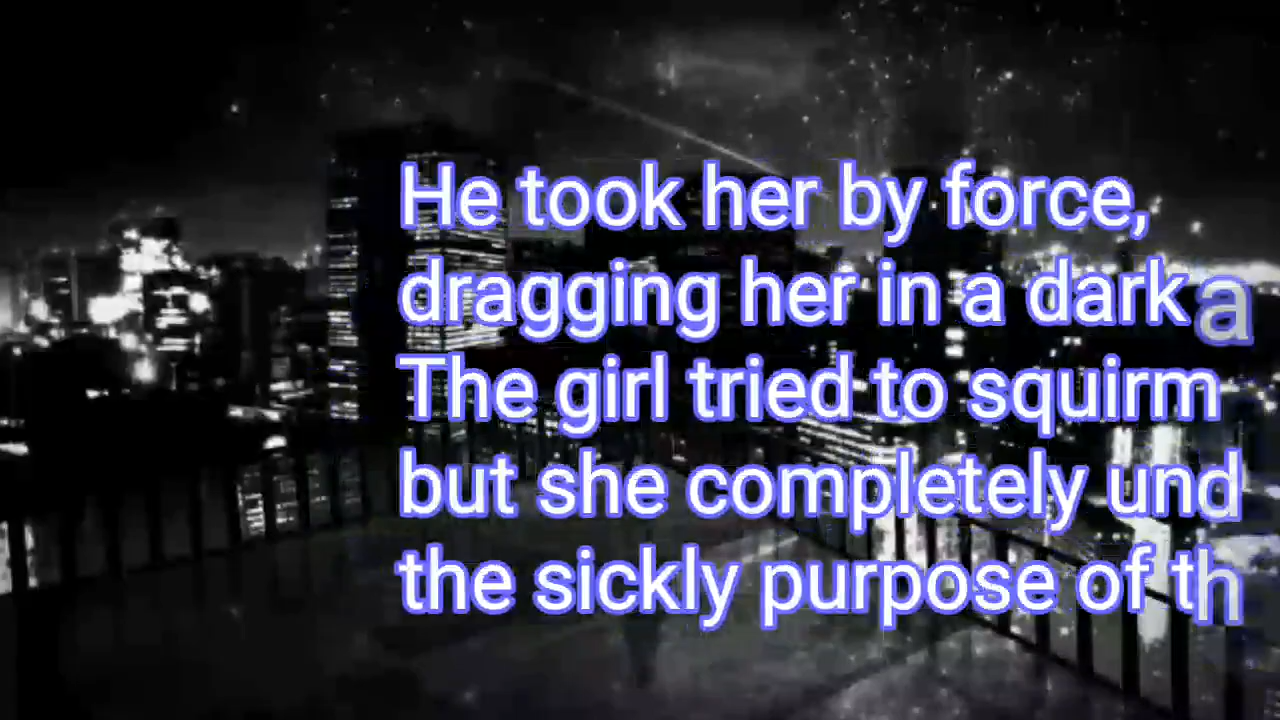 He took her by force,
dragging her in a dark a
The girl tried to squirm
but she completely und
the sickly purpose of th